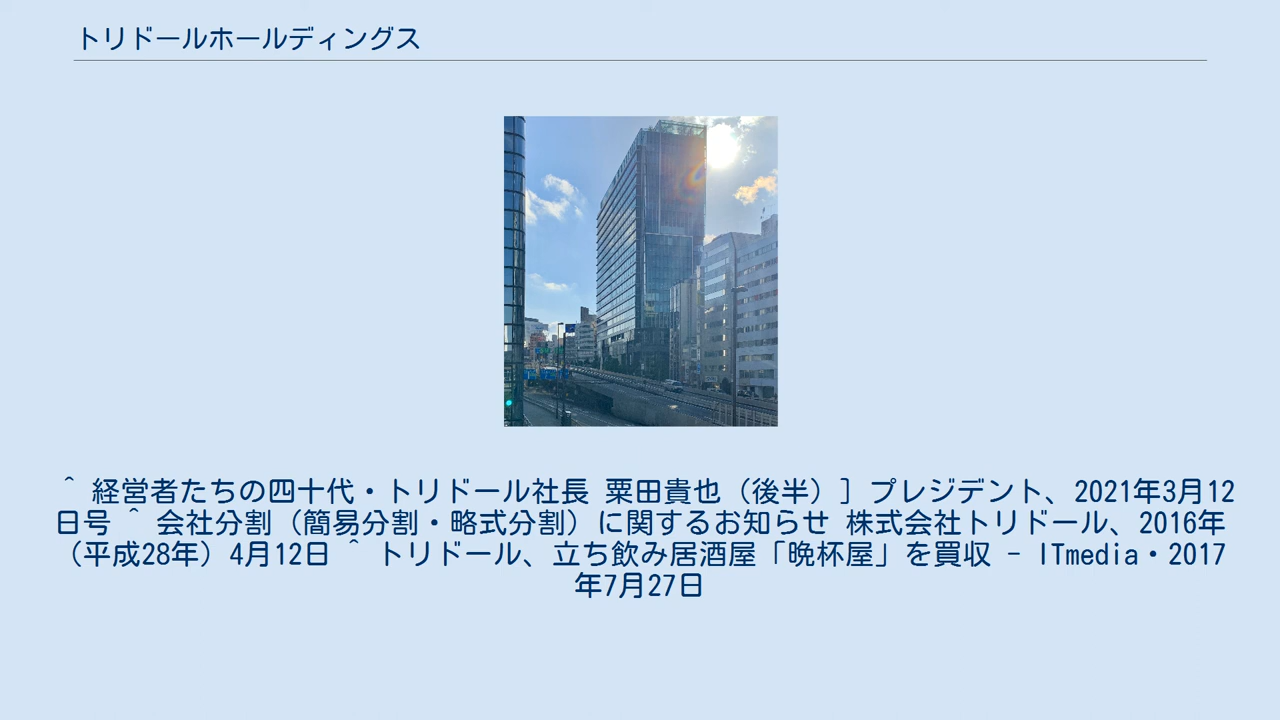 トリドールホールディングス
＾ 経営者たちの四十代・トリドール社長 粟田貴也（後半）］ プレジデント、2021年3月12
日号 ＾ 会社分割（簡易分割・略式分割）に関するお知らせ 株式会社トリドール、2016年
（平成28年）4月12日 ＾ トリドール、立ち飲み居酒屋「晩杯屋」を買収 - ITmedia・2017
年7月27日